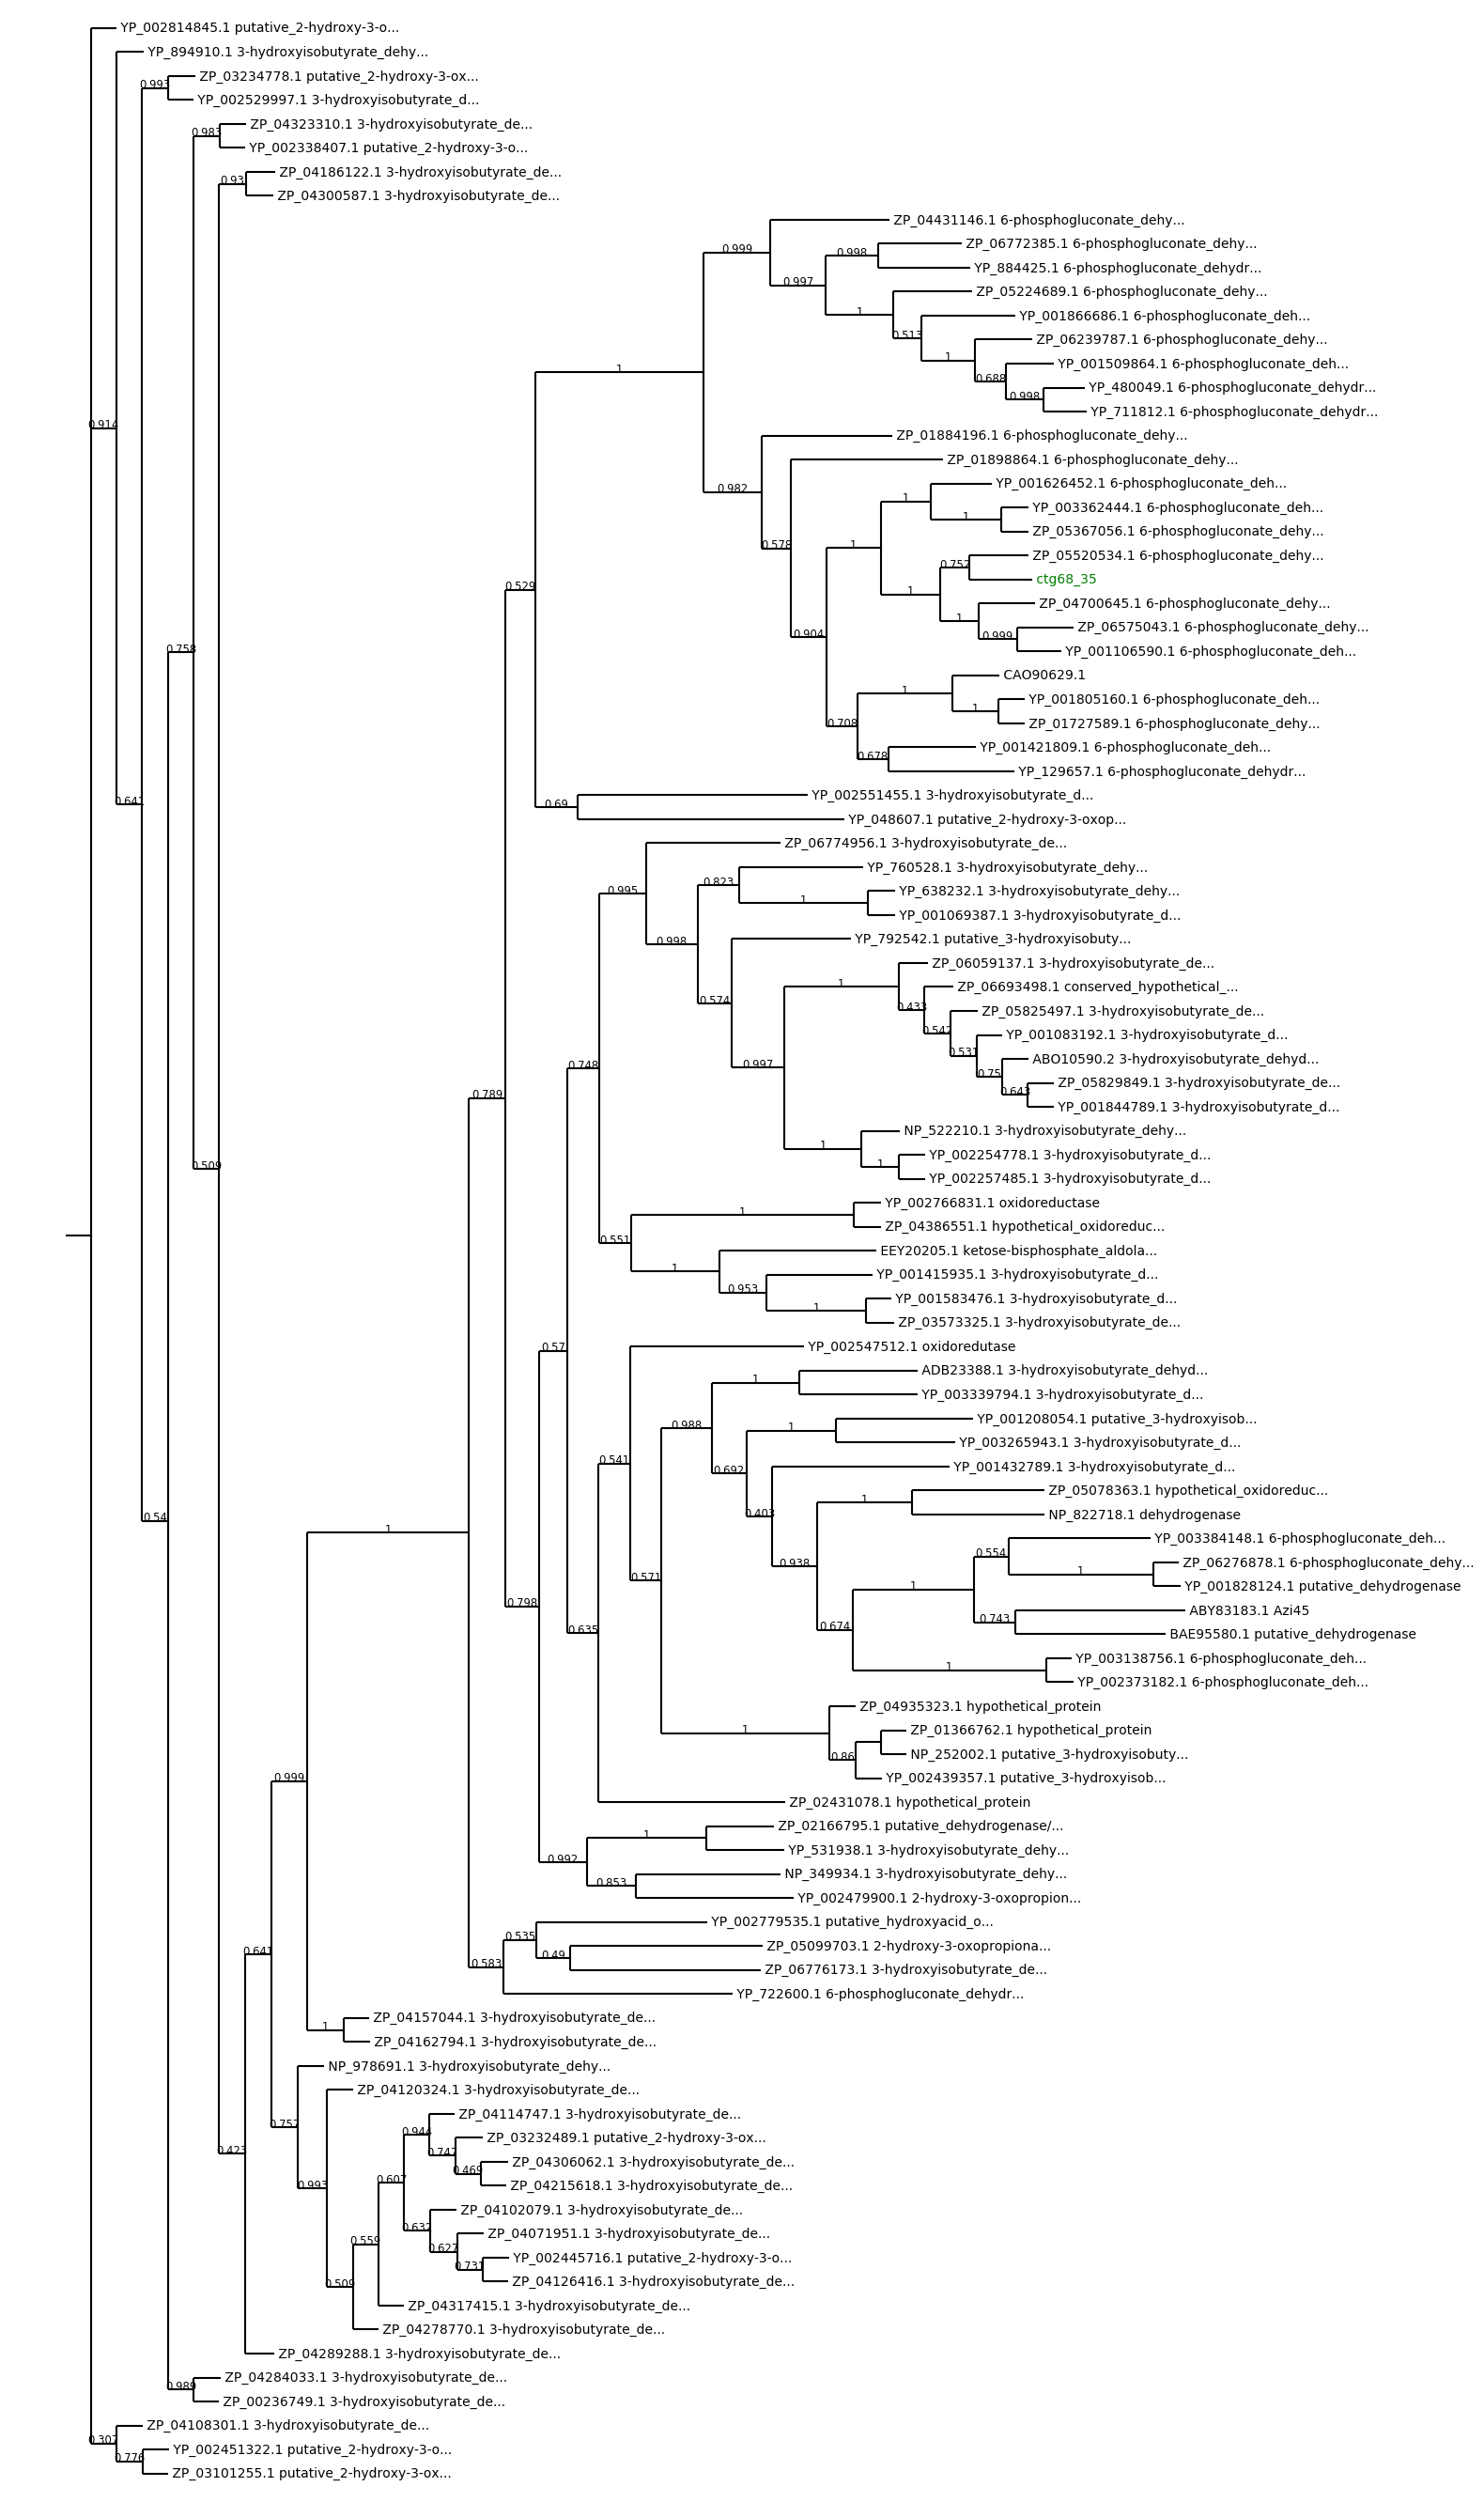 YP_002814845.1 putative_2-hydroxy-3-o...
YP_894910.1 3-hydroxyisobutyrate_dehy...
ZP_03234778.1 putative_2-hydroxy-3-ox...
0.993
YP_002529997.1 3-hydroxyisobutyrate_d...
ZP_04323310.1 3-hydroxyisobutyrate_de...
0.983
YP_002338407.1 putative_2-hydroxy-3-o...
ZP_04186122.1 3-hydroxyisobutyrate_de...
0.93
ZP_04300587.1 3-hydroxyisobutyrate_de...
ZP_04431146.1 6-phosphogluconate_dehy...
ZP_06772385.1 6-phosphogluconate_dehy...
0.999
0.998
YP_884425.1 6-phosphogluconate_dehydr...
0.997
ZP_05224689.1 6-phosphogluconate_dehy...
1
YP_001866686.1 6-phosphogluconate_deh...
0.513
ZP_06239787.1 6-phosphogluconate_dehy...
1
YP_001509864.1 6-phosphogluconate_deh...
1
0.688
YP_480049.1 6-phosphogluconate_dehydr...
0.998
YP_711812.1 6-phosphogluconate_dehydr...
0.914
ZP_01884196.1 6-phosphogluconate_dehy...
ZP_01898864.1 6-phosphogluconate_dehy...
YP_001626452.1 6-phosphogluconate_deh...
0.982
1
YP_003362444.1 6-phosphogluconate_deh...
1
ZP_05367056.1 6-phosphogluconate_dehy...
0.578
1
ZP_05520534.1 6-phosphogluconate_dehy...
0.752
ctg68_35
0.529
1
ZP_04700645.1 6-phosphogluconate_dehy...
1
ZP_06575043.1 6-phosphogluconate_dehy...
0.904
0.999
YP_001106590.1 6-phosphogluconate_deh...
0.758
CAO90629.1
1
YP_001805160.1 6-phosphogluconate_deh...
1
ZP_01727589.1 6-phosphogluconate_dehy...
0.708
YP_001421809.1 6-phosphogluconate_deh...
0.678
YP_129657.1 6-phosphogluconate_dehydr...
YP_002551455.1 3-hydroxyisobutyrate_d...
0.641
0.69
YP_048607.1 putative_2-hydroxy-3-oxop...
ZP_06774956.1 3-hydroxyisobutyrate_de...
YP_760528.1 3-hydroxyisobutyrate_dehy...
0.823
0.995
YP_638232.1 3-hydroxyisobutyrate_dehy...
1
YP_001069387.1 3-hydroxyisobutyrate_d...
0.998
YP_792542.1 putative_3-hydroxyisobuty...
ZP_06059137.1 3-hydroxyisobutyrate_de...
1
ZP_06693498.1 conserved_hypothetical_...
0.574
0.433
ZP_05825497.1 3-hydroxyisobutyrate_de...
0.542
YP_001083192.1 3-hydroxyisobutyrate_d...
0.531
ABO10590.2 3-hydroxyisobutyrate_dehyd...
0.748
0.997
0.75
ZP_05829849.1 3-hydroxyisobutyrate_de...
0.789
0.643
YP_001844789.1 3-hydroxyisobutyrate_d...
NP_522210.1 3-hydroxyisobutyrate_dehy...
1
YP_002254778.1 3-hydroxyisobutyrate_d...
0.509
1
YP_002257485.1 3-hydroxyisobutyrate_d...
YP_002766831.1 oxidoreductase
1
ZP_04386551.1 hypothetical_oxidoreduc...
0.551
EEY20205.1 ketose-bisphosphate_aldola...
1
YP_001415935.1 3-hydroxyisobutyrate_d...
0.953
YP_001583476.1 3-hydroxyisobutyrate_d...
1
ZP_03573325.1 3-hydroxyisobutyrate_de...
0.57
YP_002547512.1 oxidoredutase
ADB23388.1 3-hydroxyisobutyrate_dehyd...
1
YP_003339794.1 3-hydroxyisobutyrate_d...
YP_001208054.1 putative_3-hydroxyisob...
0.988
1
YP_003265943.1 3-hydroxyisobutyrate_d...
0.541
0.692
YP_001432789.1 3-hydroxyisobutyrate_d...
ZP_05078363.1 hypothetical_oxidoreduc...
1
0.54
0.403
NP_822718.1 dehydrogenase
1
YP_003384148.1 6-phosphogluconate_deh...
0.554
ZP_06276878.1 6-phosphogluconate_dehy...
0.938
1
0.571
YP_001828124.1 putative_dehydrogenase
1
0.798
ABY83183.1 Azi45
0.743
0.635
0.674
BAE95580.1 putative_dehydrogenase
YP_003138756.1 6-phosphogluconate_deh...
1
YP_002373182.1 6-phosphogluconate_deh...
ZP_04935323.1 hypothetical_protein
1
ZP_01366762.1 hypothetical_protein
0.86
NP_252002.1 putative_3-hydroxyisobuty...
0.999
YP_002439357.1 putative_3-hydroxyisob...
ZP_02431078.1 hypothetical_protein
ZP_02166795.1 putative_dehydrogenase/...
1
YP_531938.1 3-hydroxyisobutyrate_dehy...
0.992
NP_349934.1 3-hydroxyisobutyrate_dehy...
0.853
YP_002479900.1 2-hydroxy-3-oxopropion...
YP_002779535.1 putative_hydroxyacid_o...
0.535
0.641
ZP_05099703.1 2-hydroxy-3-oxopropiona...
0.583
0.49
ZP_06776173.1 3-hydroxyisobutyrate_de...
YP_722600.1 6-phosphogluconate_dehydr...
ZP_04157044.1 3-hydroxyisobutyrate_de...
1
ZP_04162794.1 3-hydroxyisobutyrate_de...
NP_978691.1 3-hydroxyisobutyrate_dehy...
ZP_04120324.1 3-hydroxyisobutyrate_de...
0.757
ZP_04114747.1 3-hydroxyisobutyrate_de...
0.944
ZP_03232489.1 putative_2-hydroxy-3-ox...
0.423
0.747
ZP_04306062.1 3-hydroxyisobutyrate_de...
0.469
0.993
0.607
ZP_04215618.1 3-hydroxyisobutyrate_de...
ZP_04102079.1 3-hydroxyisobutyrate_de...
0.632
ZP_04071951.1 3-hydroxyisobutyrate_de...
0.559
0.627
YP_002445716.1 putative_2-hydroxy-3-o...
0.731
0.509
ZP_04126416.1 3-hydroxyisobutyrate_de...
ZP_04317415.1 3-hydroxyisobutyrate_de...
ZP_04278770.1 3-hydroxyisobutyrate_de...
ZP_04289288.1 3-hydroxyisobutyrate_de...
ZP_04284033.1 3-hydroxyisobutyrate_de...
0.989
ZP_00236749.1 3-hydroxyisobutyrate_de...
ZP_04108301.1 3-hydroxyisobutyrate_de...
0.307
YP_002451322.1 putative_2-hydroxy-3-o...
0.776
ZP_03101255.1 putative_2-hydroxy-3-ox...